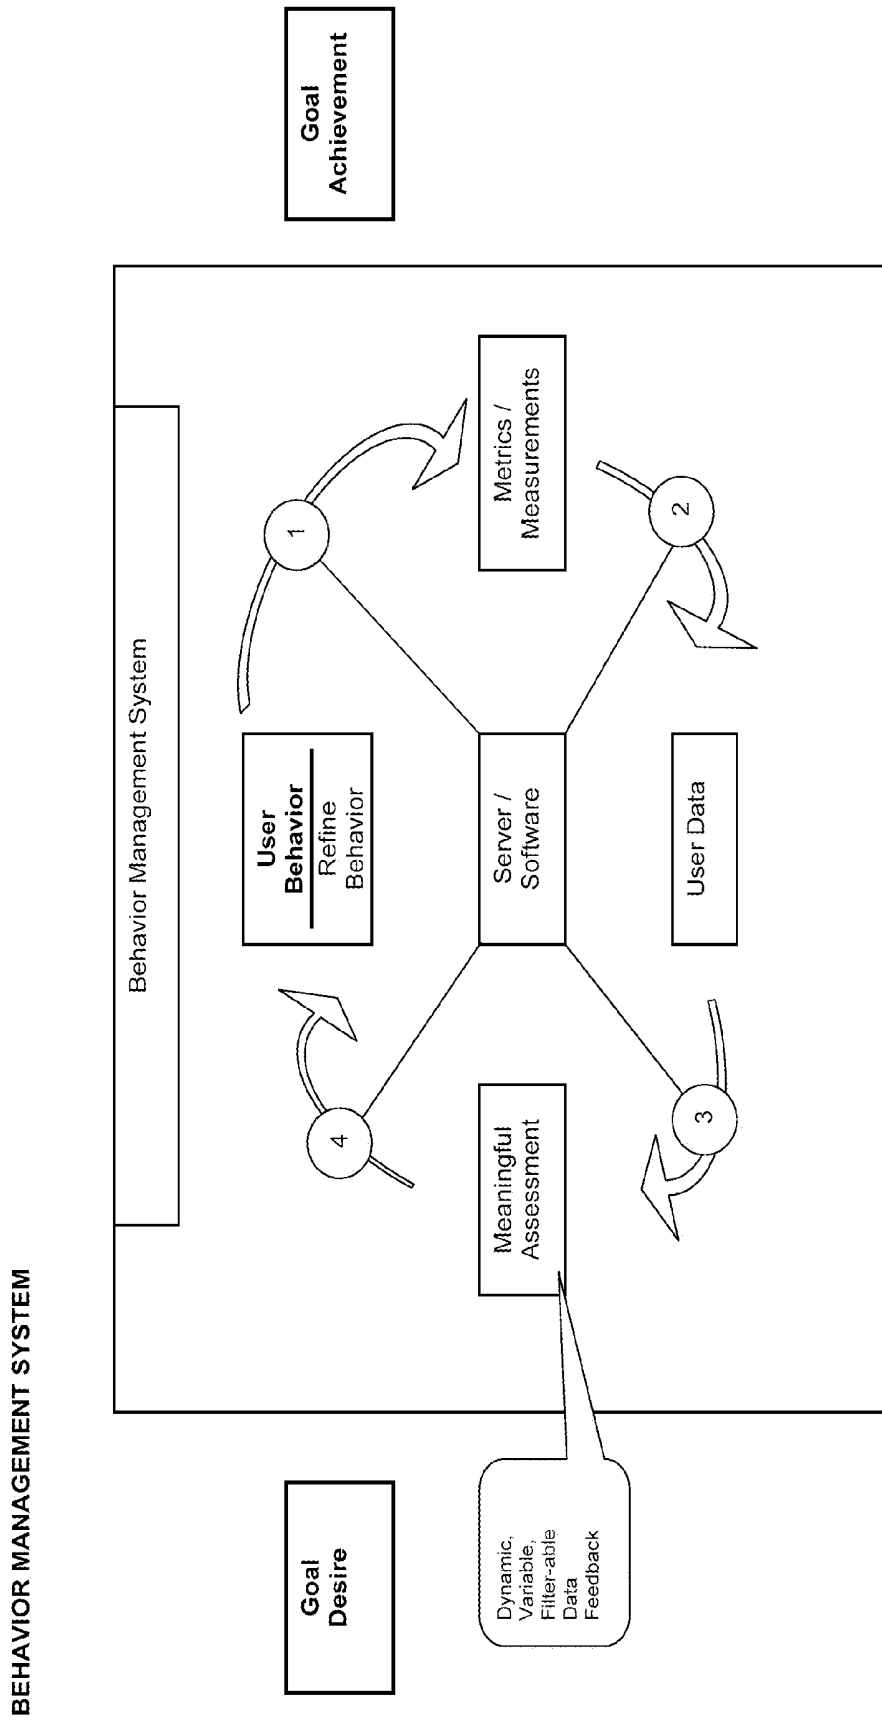 BEHAVIOR MANAGEMENT SYSTEM
Behavior Management System
Goal
Desire
Goal
Achievement
User
Behavior
Refine
Behavior
1
4
Meaningful
Assessment
Server /
Software
Metrics /
Measurements
Dynamic,
Variable,
Filter-able
Data
Feedback
3
2
User Data